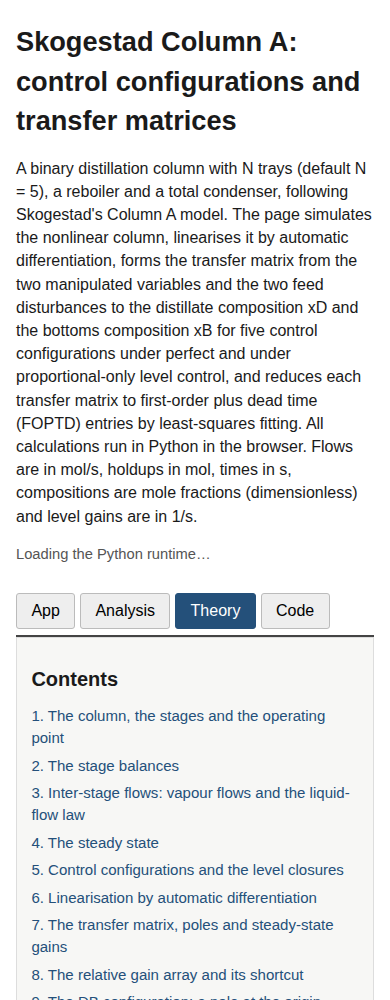 Skogestad Column A:
control configurations and
transfer matrices
A binary distillation column with N trays (default N
= 5), a reboiler and a total condenser, following
Skogestad's Column A model. The page simulates
the nonlinear column, linearises it by automatic
differentiation, forms the transfer matrix from the
two manipulated variables and the two feed
disturbances to the distillate composition xD and
the bottoms composition xB for five control
configurations under perfect and under
proportional-only level control, and reduces each
transfer matrix to first-order plus dead time
(FOPTD) entries by least-squares fitting. All
calculations run in Python in the browser. Flows
are in mol/s, holdups in mol, times in s,
compositions are mole fractions (dimensionless)
and level gains are in 1/s.
Loading the Python runtime…
App Analysis Theory Code
Contents
1. The column, the stages and the operating
point
2. The stage balances
3. Inter-stage flows: vapour flows and the liquid-
flow law
4. The steady state
5. Control configurations and the level closures
6. Linearisation by automatic differentiation
7. The transfer matrix, poles and steady-state
gains
8. The relative gain array and its shortcut
9. The DB configuration: a pole at the origin